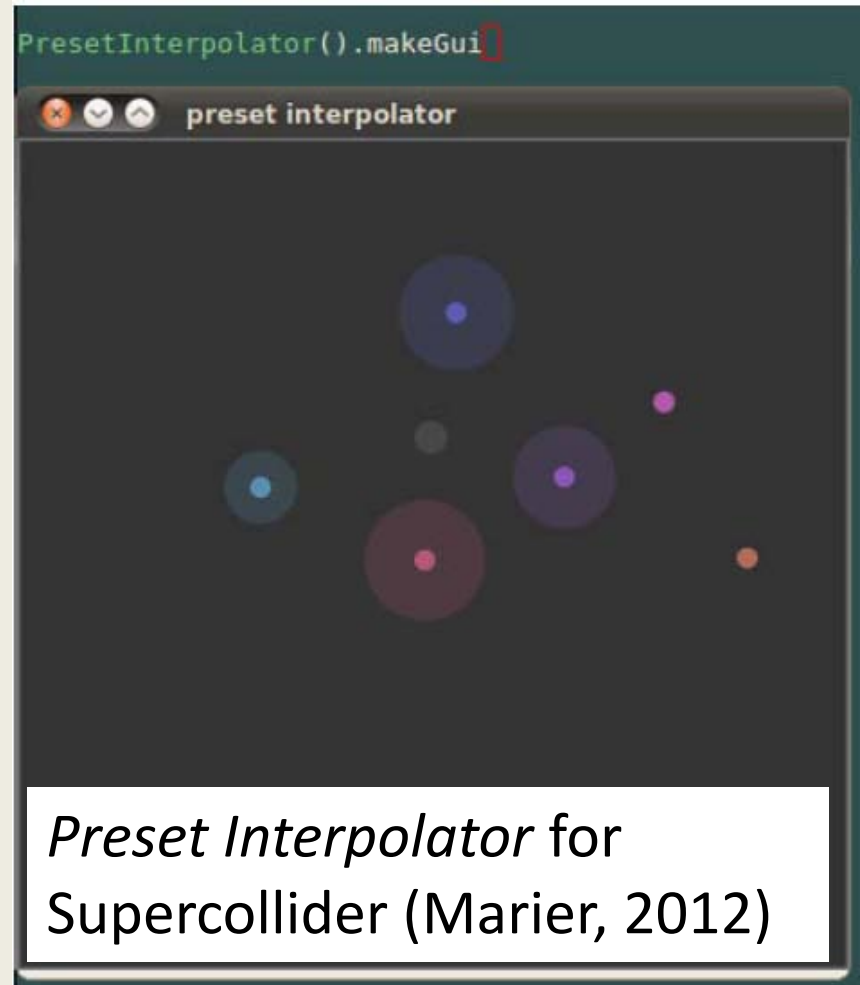 PresetInterpolator().makeGui
preset interpolator
Preset Interpolator for
Supercollider (Marier, 2012)